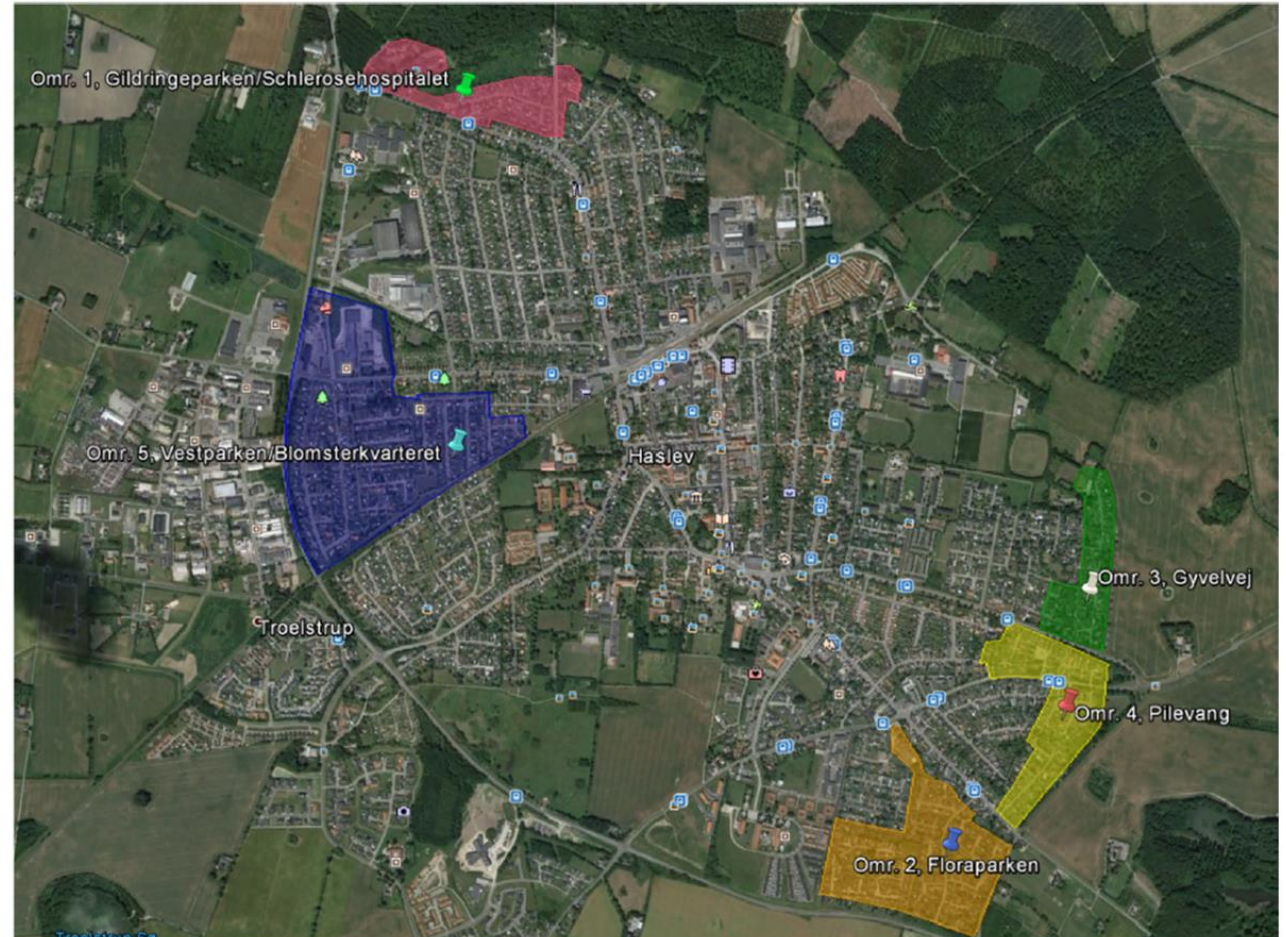 Omr. 1, Gildringeparken/Schlerosehospitalet
Omr. 5, Vestparken/Blomsterkvarteret
Haslev
Omr. 3, Gyvelvej
Troelstrup
Omr. 4, Pilevang
Omr. 2, Floraparken